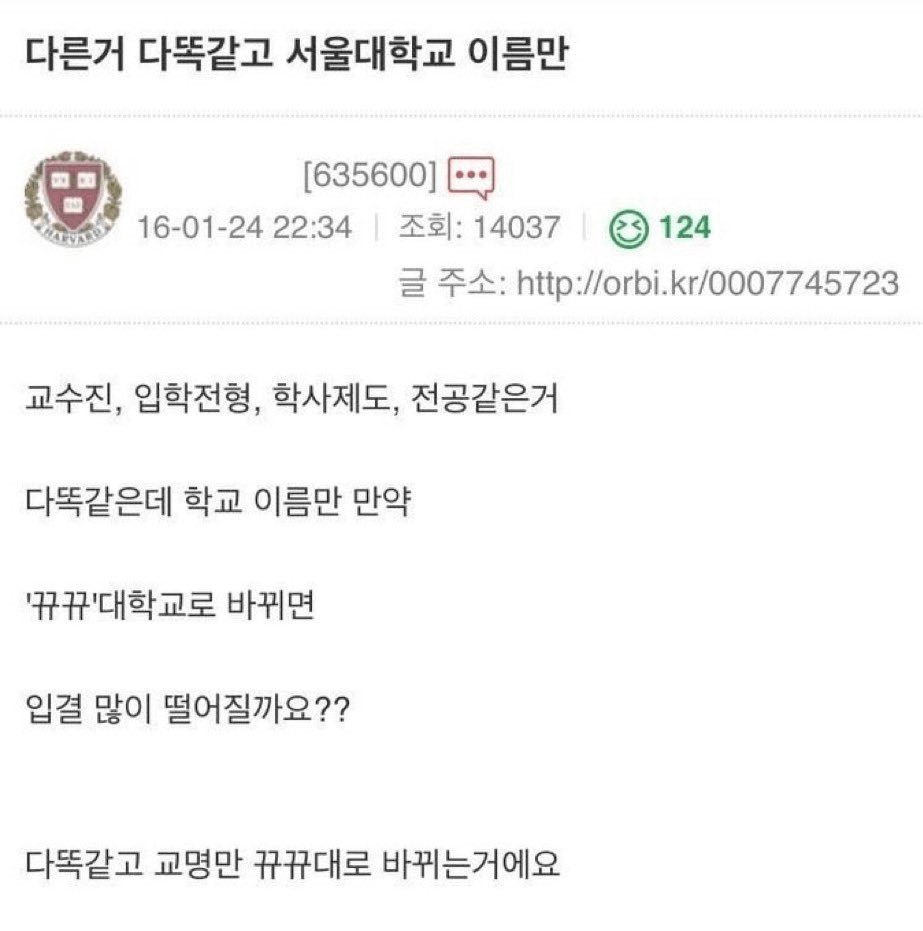 다른거 다똑같고 서울대학교 이름만
[635600]
16-01-24 22:34 | 조회: 14037 | 124
글 주소: http://orbi.kr/0007745723
HARVARD
교수진, 입학전형, 학사제도, 전공같은거
다똑같은데 학교 이름만 만약
'뀨뀨'대학교로 바뀌면
입결 많이 떨어질까요??
다똑같고 교명만 뀨뀨대로 바뀌는거에요